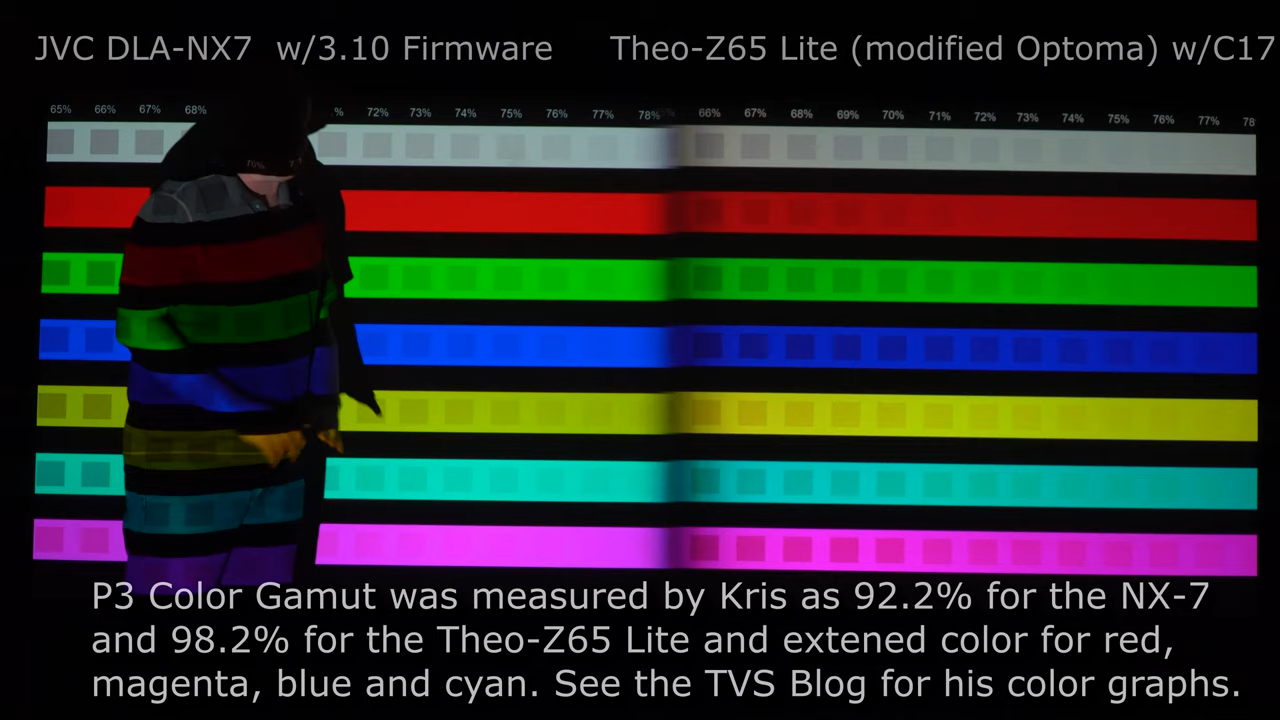 JVC DLA-NX7 w/3.10 Firmware Theo-Z65 Lite (modified Optoma) w/C17
65% 66% 67% 68% % 72% 73% 74% 75% 76% 77% 78% 66% 67% 68% 69% 70% 71% 72% 73% 74% 75% 76% 77% 78
70%
P3 Color Gamut was measured by Kris as 92.2% for the NX-7
and 98.2% for the Theo-Z65 Lite and extened color for red,
magenta, blue and cyan. See the TVS Blog for his color graphs.